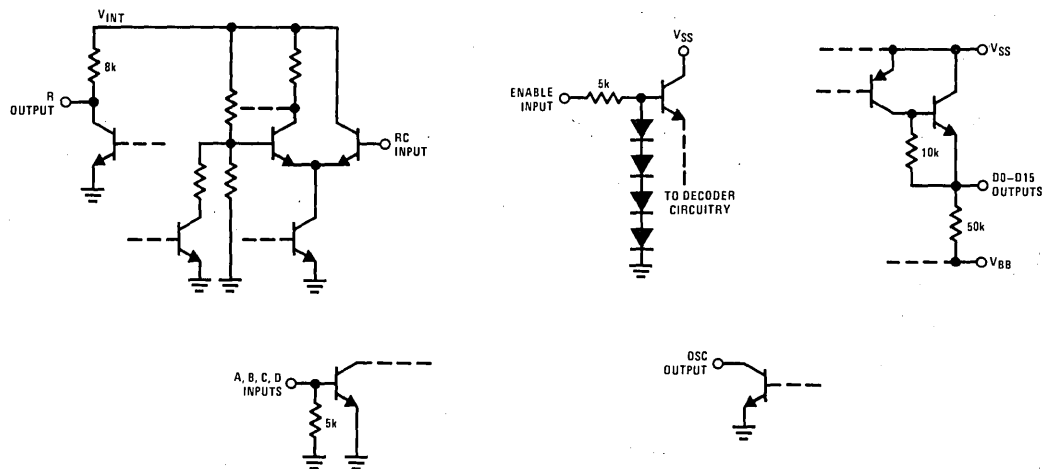 VINT
8k
R
OUTPUT
RC
INPUT
VSS
5k
ENABLE
INPUT
TO DECODER
CIRCUITRY
VSS
10k
D0–D15
OUTPUTS
50k
VBB
A, B, C, D
INPUTS
5k
OSC
OUTPUT